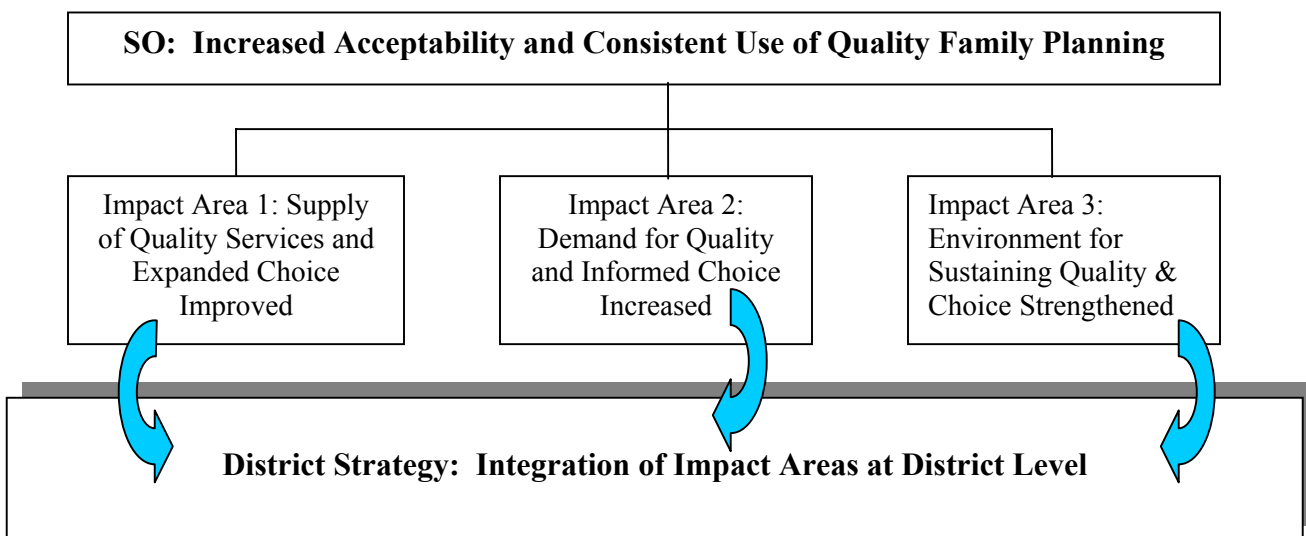 SO: Increased Acceptability and Consistent Use of Quality Family Planning
Impact Area 1: Supply
of Quality Services and
Expanded Choice
Improved
Impact Area 2:
Demand for Quality
and Informed Choice
Increased
Impact Area 3:
Environment for
Sustaining Quality &
Choice Strengthened
District Strategy: Integration of Impact Areas at District Level